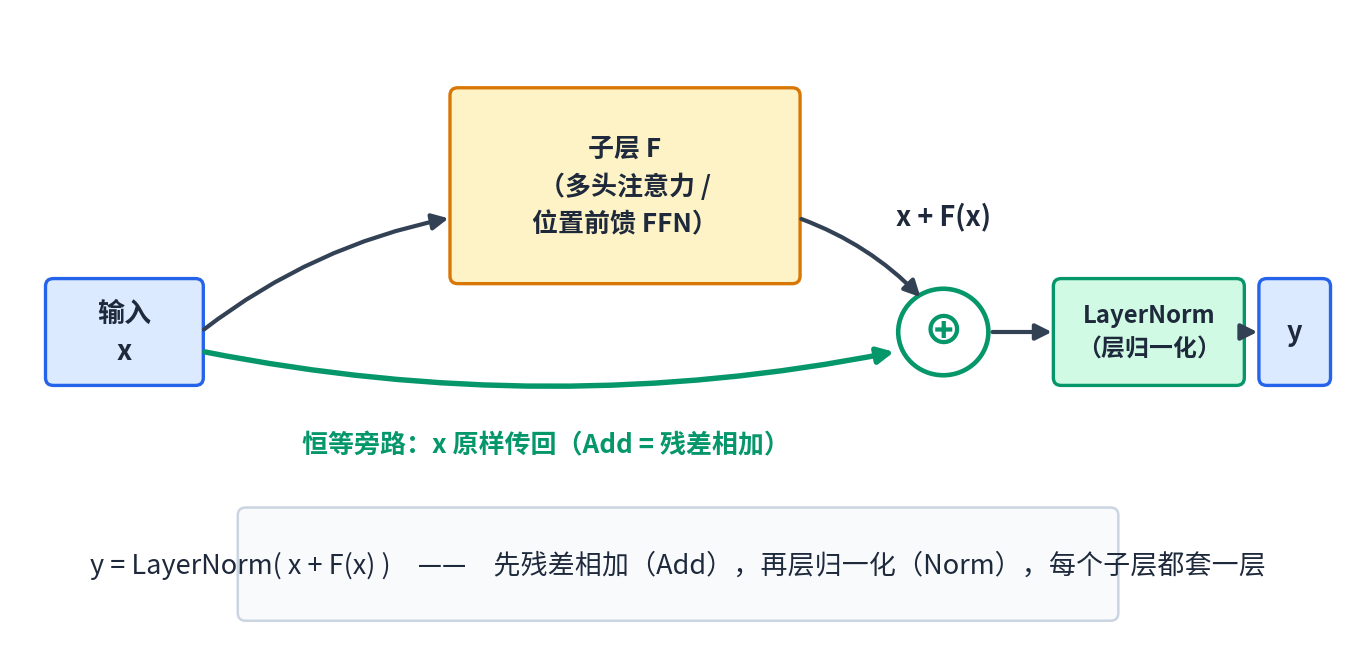 子层 F
（多头注意力 /
位置前馈 FFN）
x + F(x)
输入
x
⊕
LayerNorm
（层归一化）
y
恒等旁路：x 原样传回（Add = 残差相加）
y = LayerNorm( x + F(x) ) —— 先残差相加（Add），再层归一化（Norm），每个子层都套一层